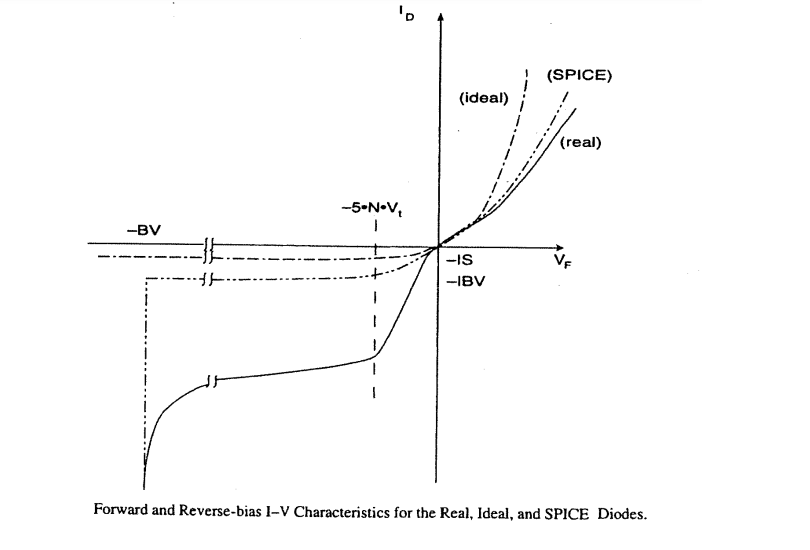 I_D
(SPICE)
(ideal)
(real)
−5•N•V_t
−BV
−IS
V_F
−IBV
Forward and Reverse-bias I–V Characteristics for the Real, Ideal, and SPICE Diodes.